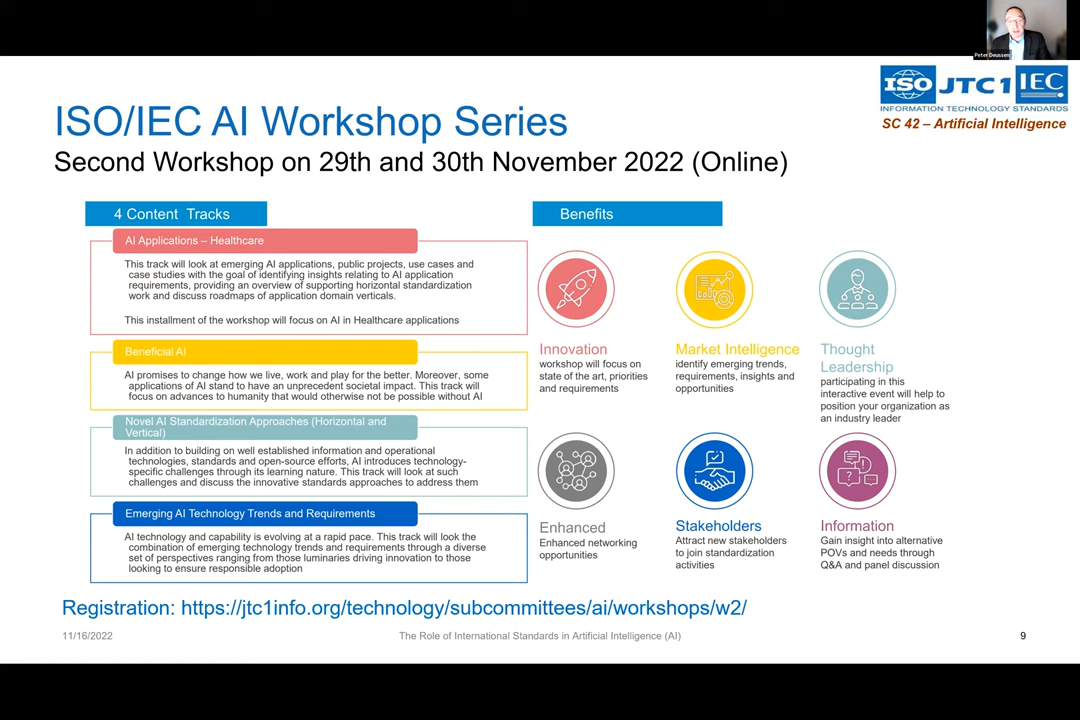 Peter Deussen
ISO JTC1 IEC
INFORMATION TECHNOLOGY STANDARDS
SC 42 – Artificial Intelligence
ISO/IEC AI Workshop Series
Second Workshop on 29th and 30th November 2022 (Online)
4 Content Tracks
AI Applications – Healthcare
This track will look at emerging AI applications, public projects, use cases and
case studies with the goal of identifying insights relating to AI application
requirements, providing an overview of supporting horizontal standardization
work and discuss roadmaps of application domain verticals.
This installment of the workshop will focus on AI in Healthcare applications
Beneficial AI
AI promises to change how we live, work and play for the better. Moreover, some
applications of AI stand to have an unprecedent societal impact. This track will
focus on advances to humanity that would otherwise not be possible without AI
Novel AI Standardization Approaches (Horizontal and
Vertical)
In addition to building on well established information and operational
technologies, standards and open-source efforts, AI introduces technology-
specific challenges through its learning nature. This track will look at such
challenges and discuss the innovative standards approaches to address them
Emerging AI Technology Trends and Requirements
AI technology and capability is evolving at a rapid pace. This track will look the
combination of emerging technology trends and requirements through a diverse
set of perspectives ranging from those luminaries driving innovation to those
looking to ensure responsible adoption
Benefits
Innovation
workshop will focus on
state of the art, priorities
and requirements
Market Intelligence
identify emerging trends,
requirements, insights and
opportunities
Thought
Leadership
participating in this
interactive event will help to
position your organization as
an industry leader
Enhanced
Enhanced networking
opportunities
Stakeholders
Attract new stakeholders
to join standardization
activities
Information
Gain insight into alternative
POVs and needs through
Q&A and panel discussion
Registration: https://jtc1info.org/technology/subcommittees/ai/workshops/w2/
11/16/2022
The Role of International Standards in Artificial Intelligence (AI)
9